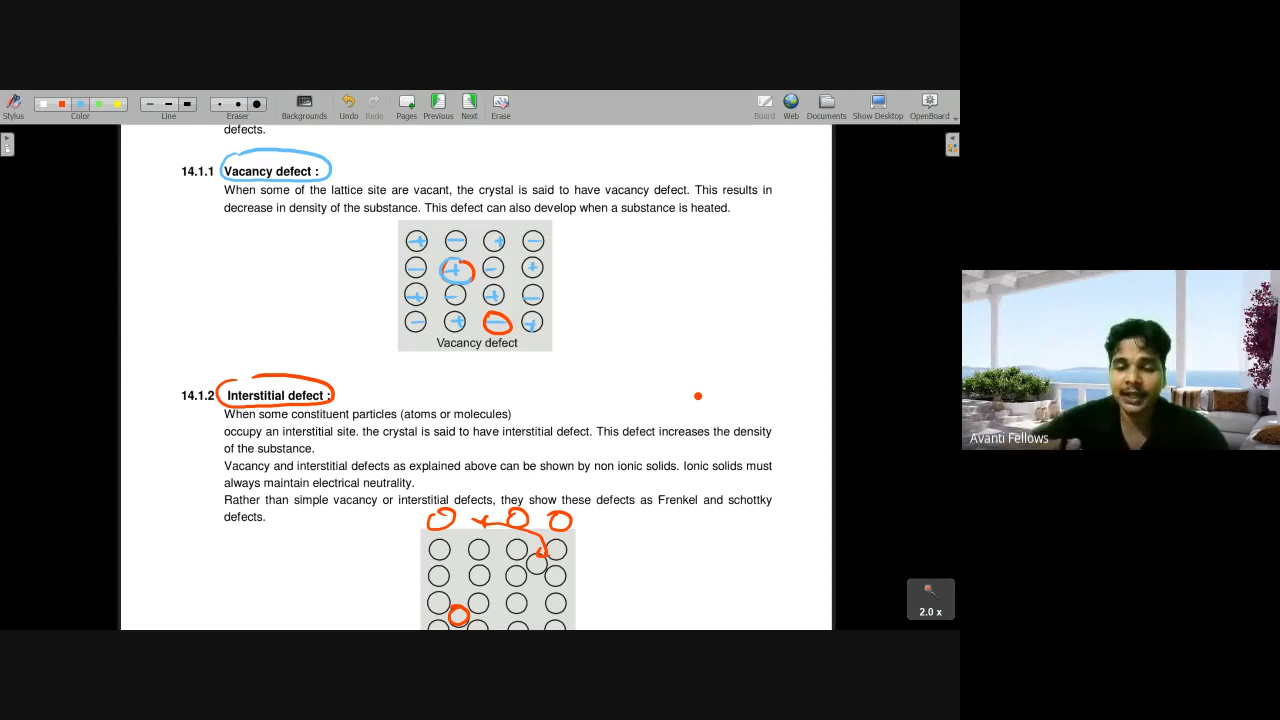 Stylus Color Line Eraser Backgrounds Undo Redo Pages Previous Next Erase Board Web Documents Show Desktop OpenBoard
defects.
14.1.1 Vacancy defect :
When some of the lattice site are vacant, the crystal is said to have vacancy defect. This results in
decrease in density of the substance. This defect can also develop when a substance is heated.
+ − + −
− + − +
+ − + −
− + − +
Vacancy defect
14.1.2 Interstitial defect :
When some constituent particles (atoms or molecules)
occupy an interstitial site. the crystal is said to have interstitial defect. This defect increases the density
of the substance.
Vacancy and interstitial defects as explained above can be shown by non ionic solids. Ionic solids must
always maintain electrical neutrality.
Rather than simple vacancy or interstitial defects, they show these defects as Frenkel and schottky
defects.
2.0 x
Avanti Fellows